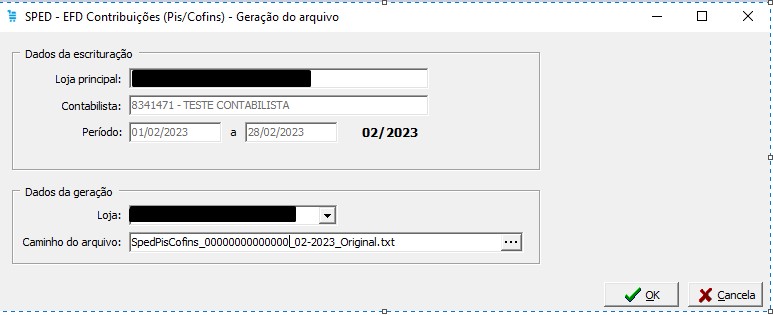 SPED - EFD Contribuições (Pis/Cofins) - Geração do arquivo
Dados da escrituração
Loja principal:
Contabilista: 8341471 - TESTE CONTABILISTA
Período: 01/02/2023 a 28/02/2023 02/2023
Dados da geração
Loja:
Caminho do arquivo: SpedPisCofins_00000000000000_02-2023_Original.txt ...
OK Cancela